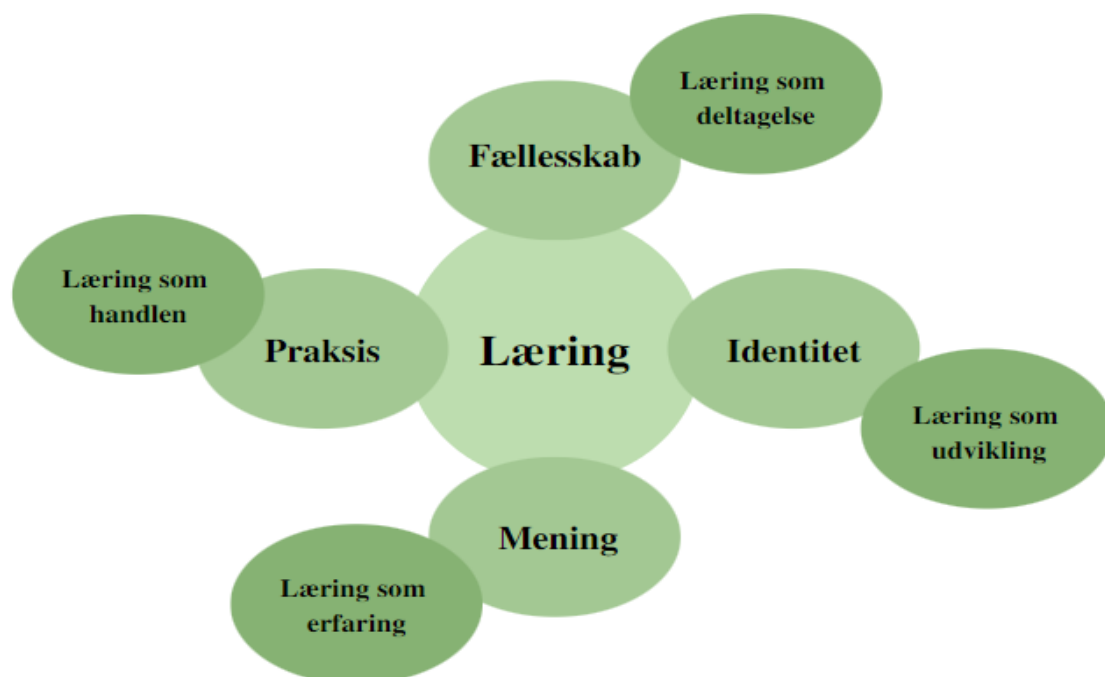 Læring som
deltagelse
Fællesskab
Læring som
handlen
Praksis
Læring
Identitet
Læring som
udvikling
Mening
Læring som
erfaring